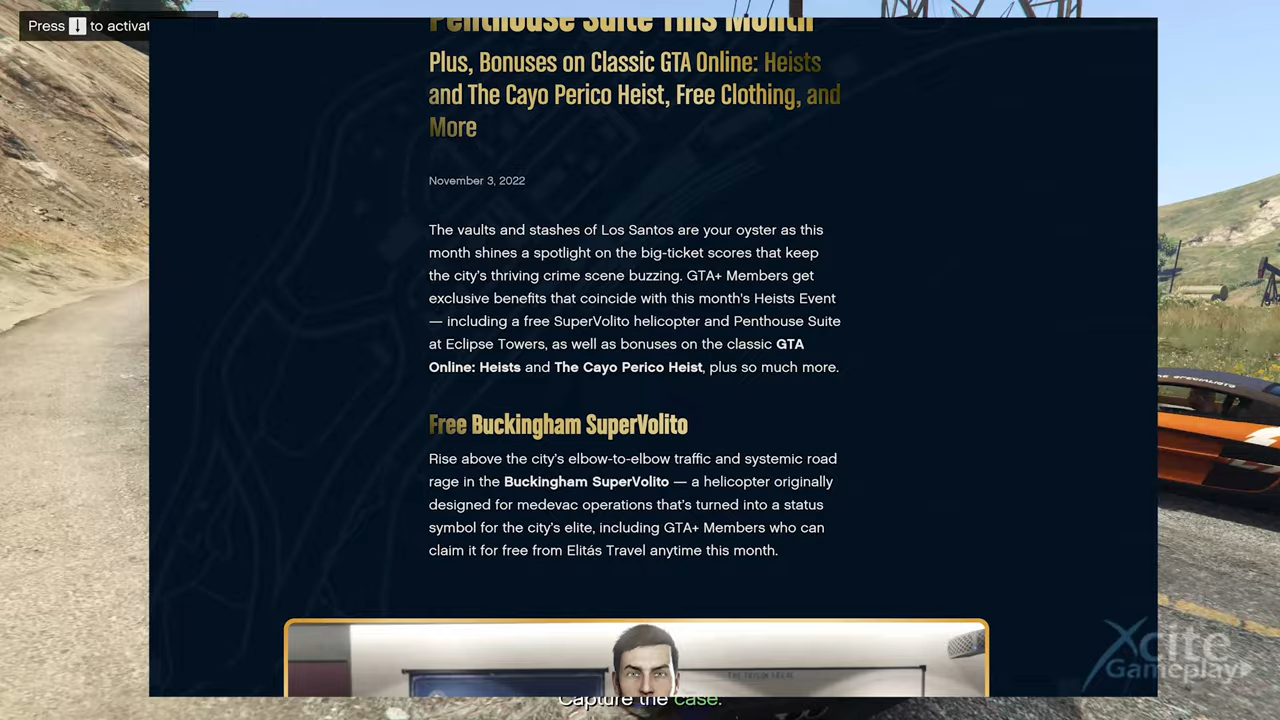 Press ↓ to activat
Penthouse Suite This Month
Plus, Bonuses on Classic GTA Online: Heists
and The Cayo Perico Heist, Free Clothing, and
More
November 3, 2022
The vaults and stashes of Los Santos are your oyster as this
month shines a spotlight on the big-ticket scores that keep
the city's thriving crime scene buzzing. GTA+ Members get
exclusive benefits that coincide with this month's Heists Event
— including a free SuperVolito helicopter and Penthouse Suite
at Eclipse Towers, as well as bonuses on the classic GTA
Online: Heists and The Cayo Perico Heist, plus so much more.
Free Buckingham SuperVolito
Rise above the city's elbow-to-elbow traffic and systemic road
rage in the Buckingham SuperVolito — a helicopter originally
designed for medevac operations that's turned into a status
symbol for the city's elite, including GTA+ Members who can
claim it for free from Elitás Travel anytime this month.
Xcite
Gameplay
Capture the case.